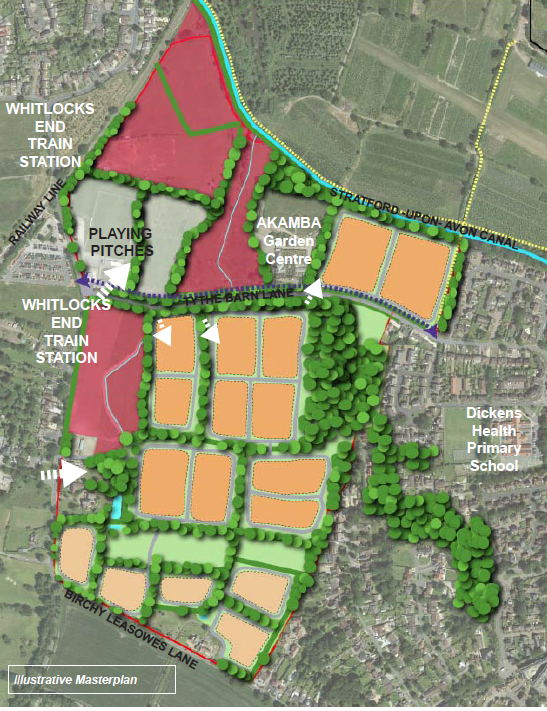 WHITLOCKS
END
TRAIN
STATION
RAILWAY LINE
PLAYING
PITCHES
AKAMBA
Garden
Centre
STRATFORD-UPON-AVON CANAL
THE BARN LANE
WHITLOCKS
END
TRAIN
STATION
Dickens
Health
Primary
School
BIRCHY LEASOWES LANE
Illustrative Masterplan